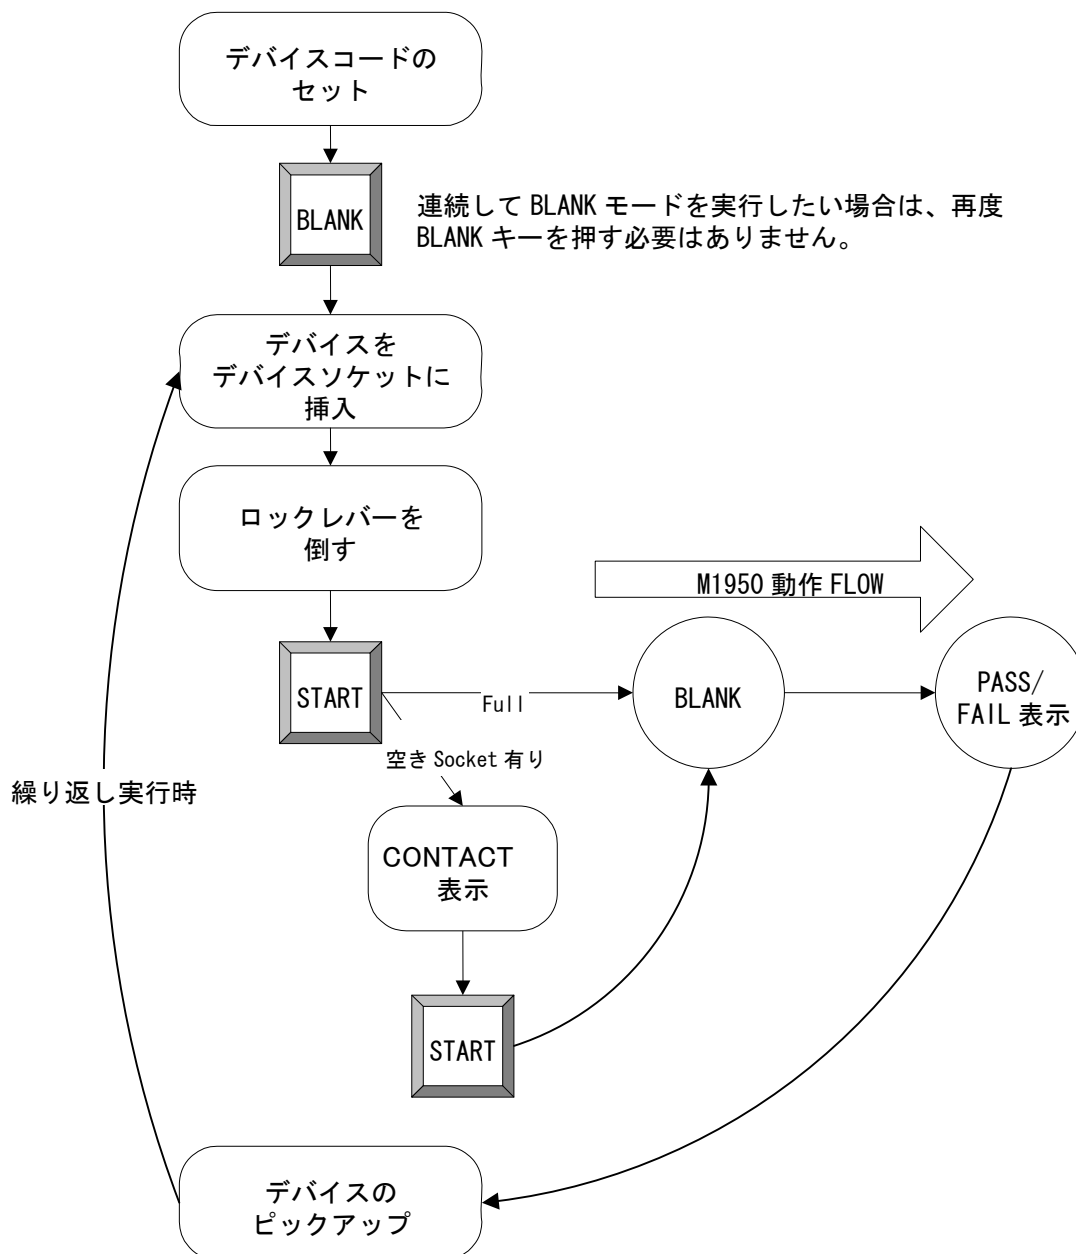 デバイスコードの
セット
BLANK
連続して BLANK モードを実行したい場合は、再度
BLANK キーを押す必要はありません。
デバイスを
デバイスソケットに
挿入
ロックレバーを
倒す
M1950 動作 FLOW
START
Full
BLANK
PASS/
FAIL 表示
空き Socket 有り
繰り返し実行時
CONTACT
表示
START
デバイスの
ピックアップ